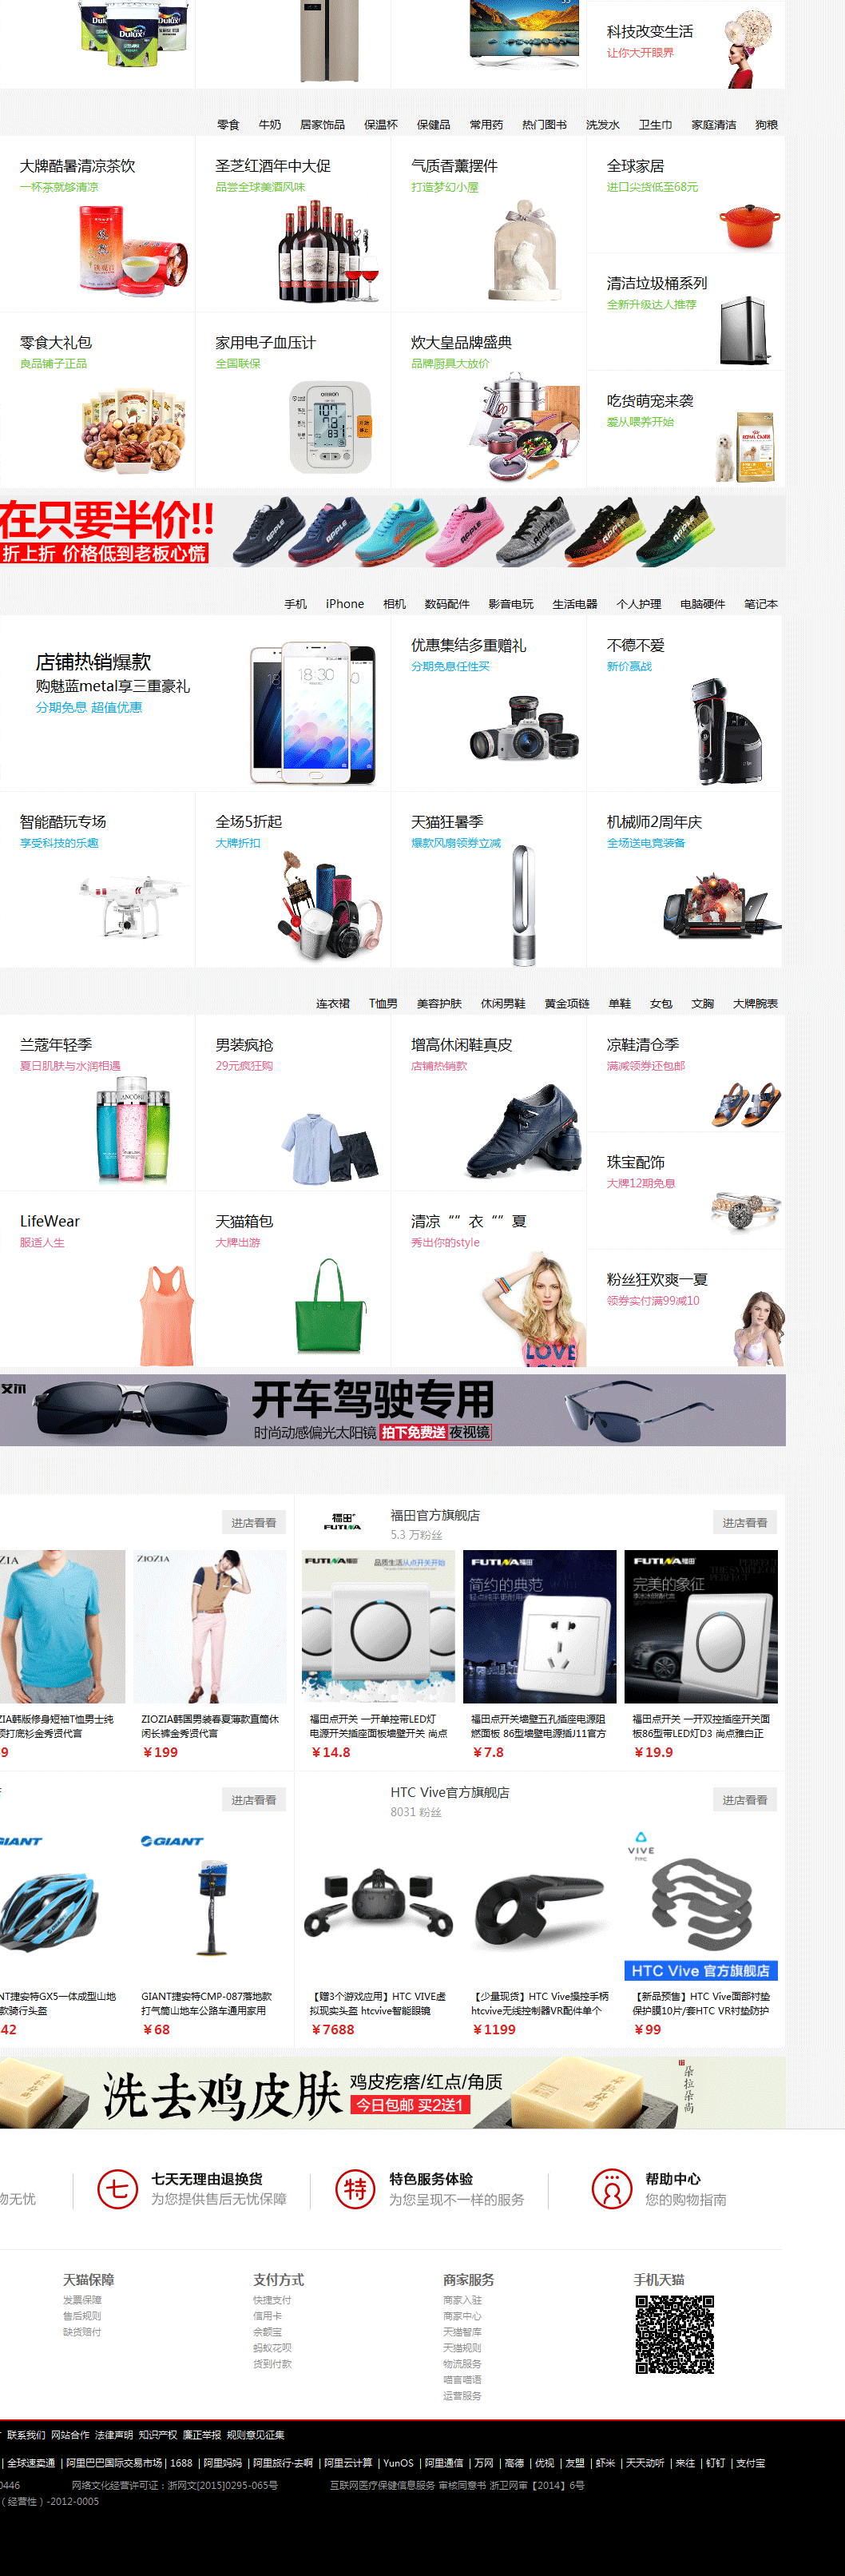 Dulux
科技改变生活
让你大开眼界
零食 牛奶 居家饰品 保温杯 保健品 常用药 热门图书 洗发水 卫生巾 家庭清洁 狗粮
大牌酷暑清凉茶饮
一杯茶就够清凉
圣芝红酒年中大促
品尝全球美酒风味
气质香薰摆件
打造梦幻小屋
全球家居
进口尖货低至68元
清洁垃圾桶系列
全新升级达人推荐
零食大礼包
良品铺子正品
家用电子血压计
全国联保
炊大皇品牌盛典
品牌厨具大放价
吃货萌宠来袭
爱从喂养开始
ROYAL CANIN
在只要半价!!
折上折 价格低到老板心慌
手机 iPhone 相机 数码配件 影音电玩 生活电器 个人护理 电脑硬件 笔记本
店铺热销爆款
购魅蓝metal享三重豪礼
分期免息 超值优惠
18:30
优惠集结多重赠礼
分期免息任性买
不德不爱
新价赢战
智能酷玩专场
享受科技的乐趣
全场5折起
大牌折扣
天猫狂暑季
爆款风扇领券立减
机械师2周年庆
全场送电竞装备
连衣裙 T恤男 美容护肤 休闲男鞋 黄金项链 单鞋 女包 文胸 大牌腕表
兰蔻年轻季
夏日肌肤与水润相遇
男装疯抢
29元疯狂购
增高休闲鞋真皮
店铺热销款
凉鞋清仓季
满减领券还包邮
珠宝配饰
大牌12期免息
LifeWear
服适人生
天猫箱包
大牌出游
清凉“”衣“”夏
秀出你的style
粉丝狂欢爽一夏
领券实付满99减10
LOVE
开车驾驶专用
时尚动感偏光太阳镜 拍下免费送 夜视镜
进店看看
福田
FUTINA
福田官方旗舰店
5.3 万粉丝
进店看看
ZIOZIA
FUTINA 福田 品质生活从点开关开始
FUTINA 福田
简约的典范
FUTINA 福田
完美的象征
ZIA韩版修身短袖T恤男士纯
领打底衫金秀贤代言
9
ZIOZIA韩国男装春夏薄款直筒休
闲长裤金秀贤代言
￥199
福田点开关 一开单控带LED灯
电源开关插座面板墙壁开关 尚点
￥14.8
福田点开关墙壁五孔插座电源阻
燃面板 86型墙壁电源插J11官方
￥7.8
福田点开关 一开双控插座开关面
板86型带LED灯D3 尚点雅白正
￥19.9
进店看看
HTC Vive官方旗舰店
8031 粉丝
进店看看
GIANT
GIANT
VIVE
HTC Vive 官方旗舰店
NT捷安特GX5一体成型山地
款骑行头盔
42
GIANT捷安特CMP-087落地款
打气筒山地车公路车通用家用
￥68
【赠3个游戏应用】HTC VIVE虚
拟现实头盔 htcvive智能眼镜
￥7688
【少量现货】HTC Vive操控手柄
htcvive无线控制器VR配件单个
￥1199
【新品预售】HTC Vive面部衬垫
保护膜10片/套HTC VR衬垫防护
￥99
洗去鸡皮肤
鸡皮疙瘩/红点/角质
今日包邮 买2送1
朵拉朵尚
物无忧
七
七天无理由退换货
为您提供售后无忧保障
特
特色服务体验
为您呈现不一样的服务
帮助中心
您的购物指南
天猫保障
发票保障
售后规则
缺货赔付
支付方式
快捷支付
信用卡
余额宝
蚂蚁花呗
货到付款
商家服务
商家入驻
商家中心
天猫智库
天猫规则
物流服务
喵言喵语
运营服务
手机天猫
联系我们 网站合作 法律声明 知识产权 廉正举报 规则意见征集
| 全球速卖通 | 阿里巴巴国际交易市场 | 1688 | 阿里妈妈 | 阿里旅行·去啊 | 阿里云计算 | YunOS | 阿里通信 | 万网 | 高德 | 优视 | 友盟 | 虾米 | 天天动听 | 来往 | 钉钉 | 支付宝
0446 网络文化经营许可证：浙网文[2015]0295-065号 互联网医疗保健信息服务 审核同意书 浙卫网审【2014】6号
（经营性）-2012-0005